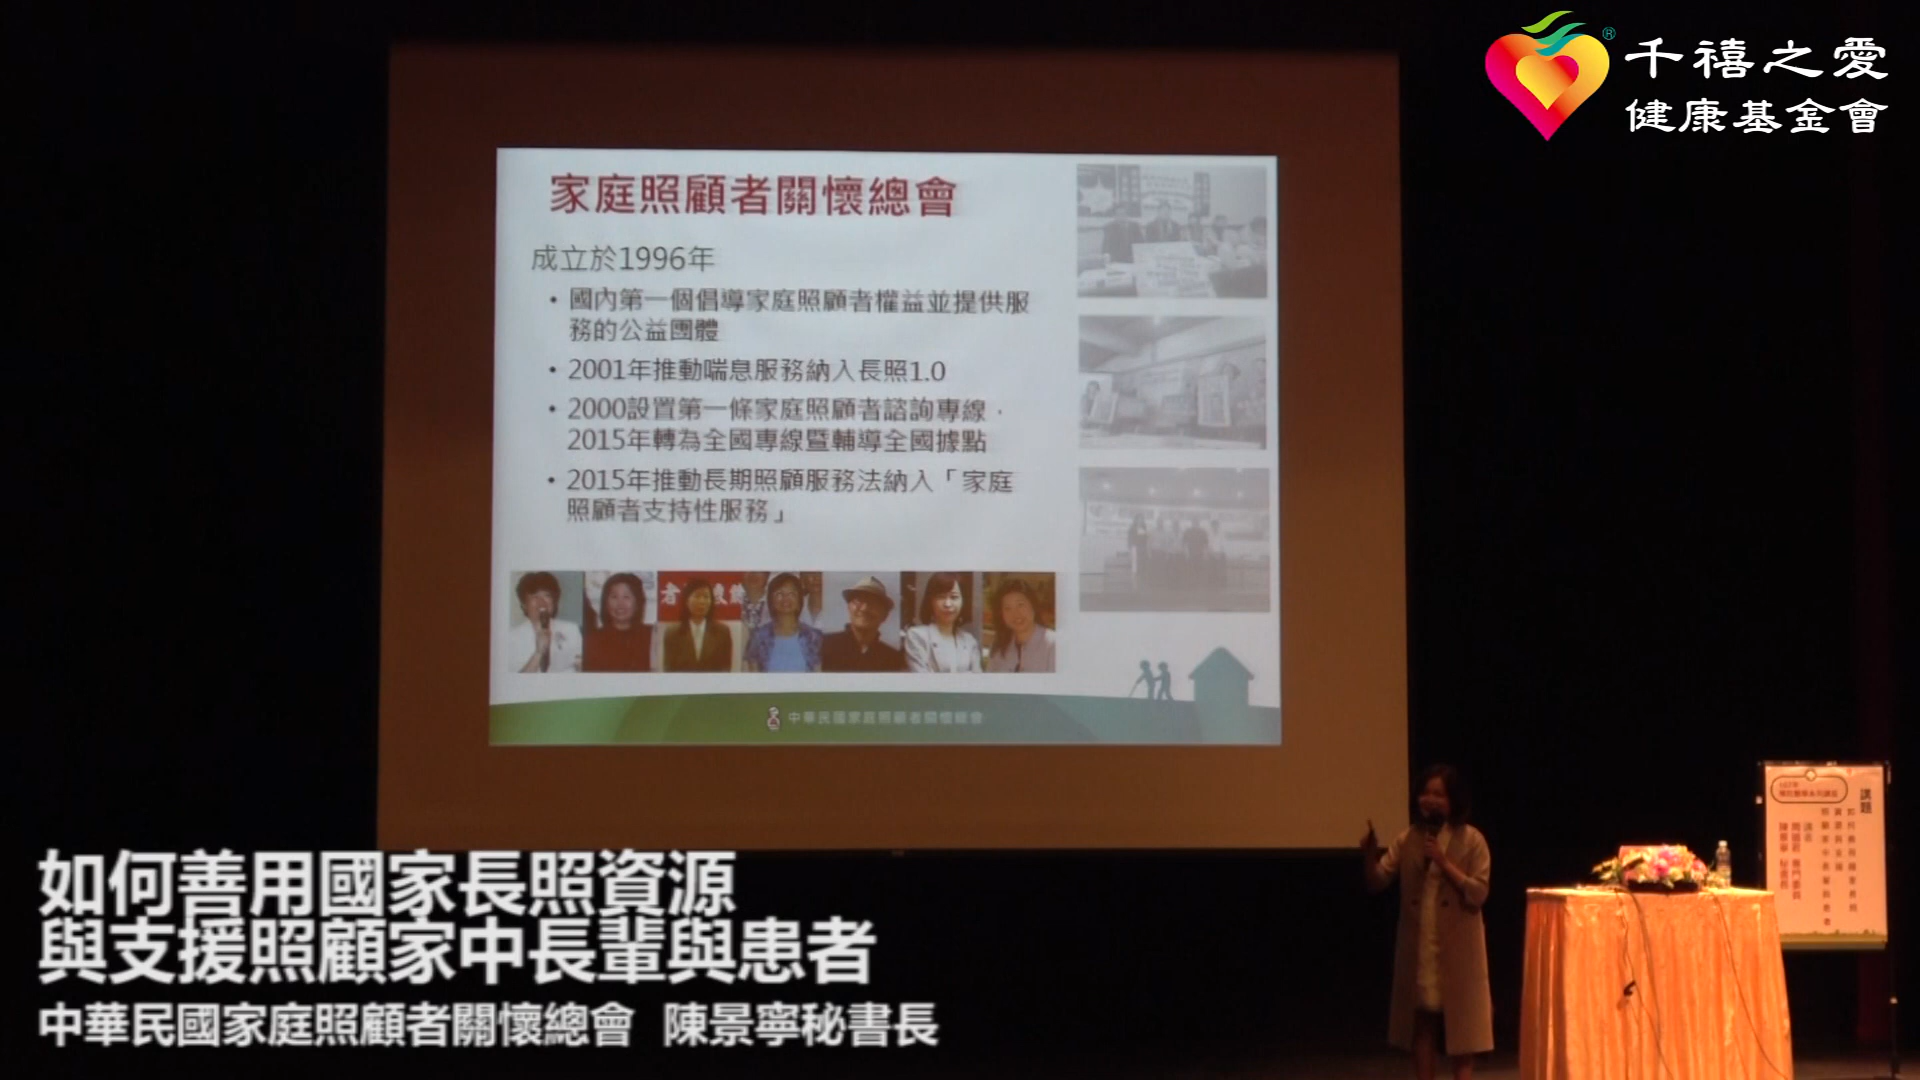 千禧之愛
健康基金會
®
家庭照顧者關懷總會
成立於1996年
• 國內第一個倡導家庭照顧者權益並提供服
務的公益團體
• 2001年推動喘息服務納入長照1.0
• 2000設置第一條家庭照顧者諮詢專線，
2015年轉為全國專線暨輔導全國據點
• 2015年推動長期照顧服務法納入「家庭
照顧者支持性服務」
中華民國家庭照顧者關懷總會
講題
如何善用國家長照資源
與支援照顧家中長輩與患者
中華民國家庭照顧者關懷總會 陳景寧秘書長